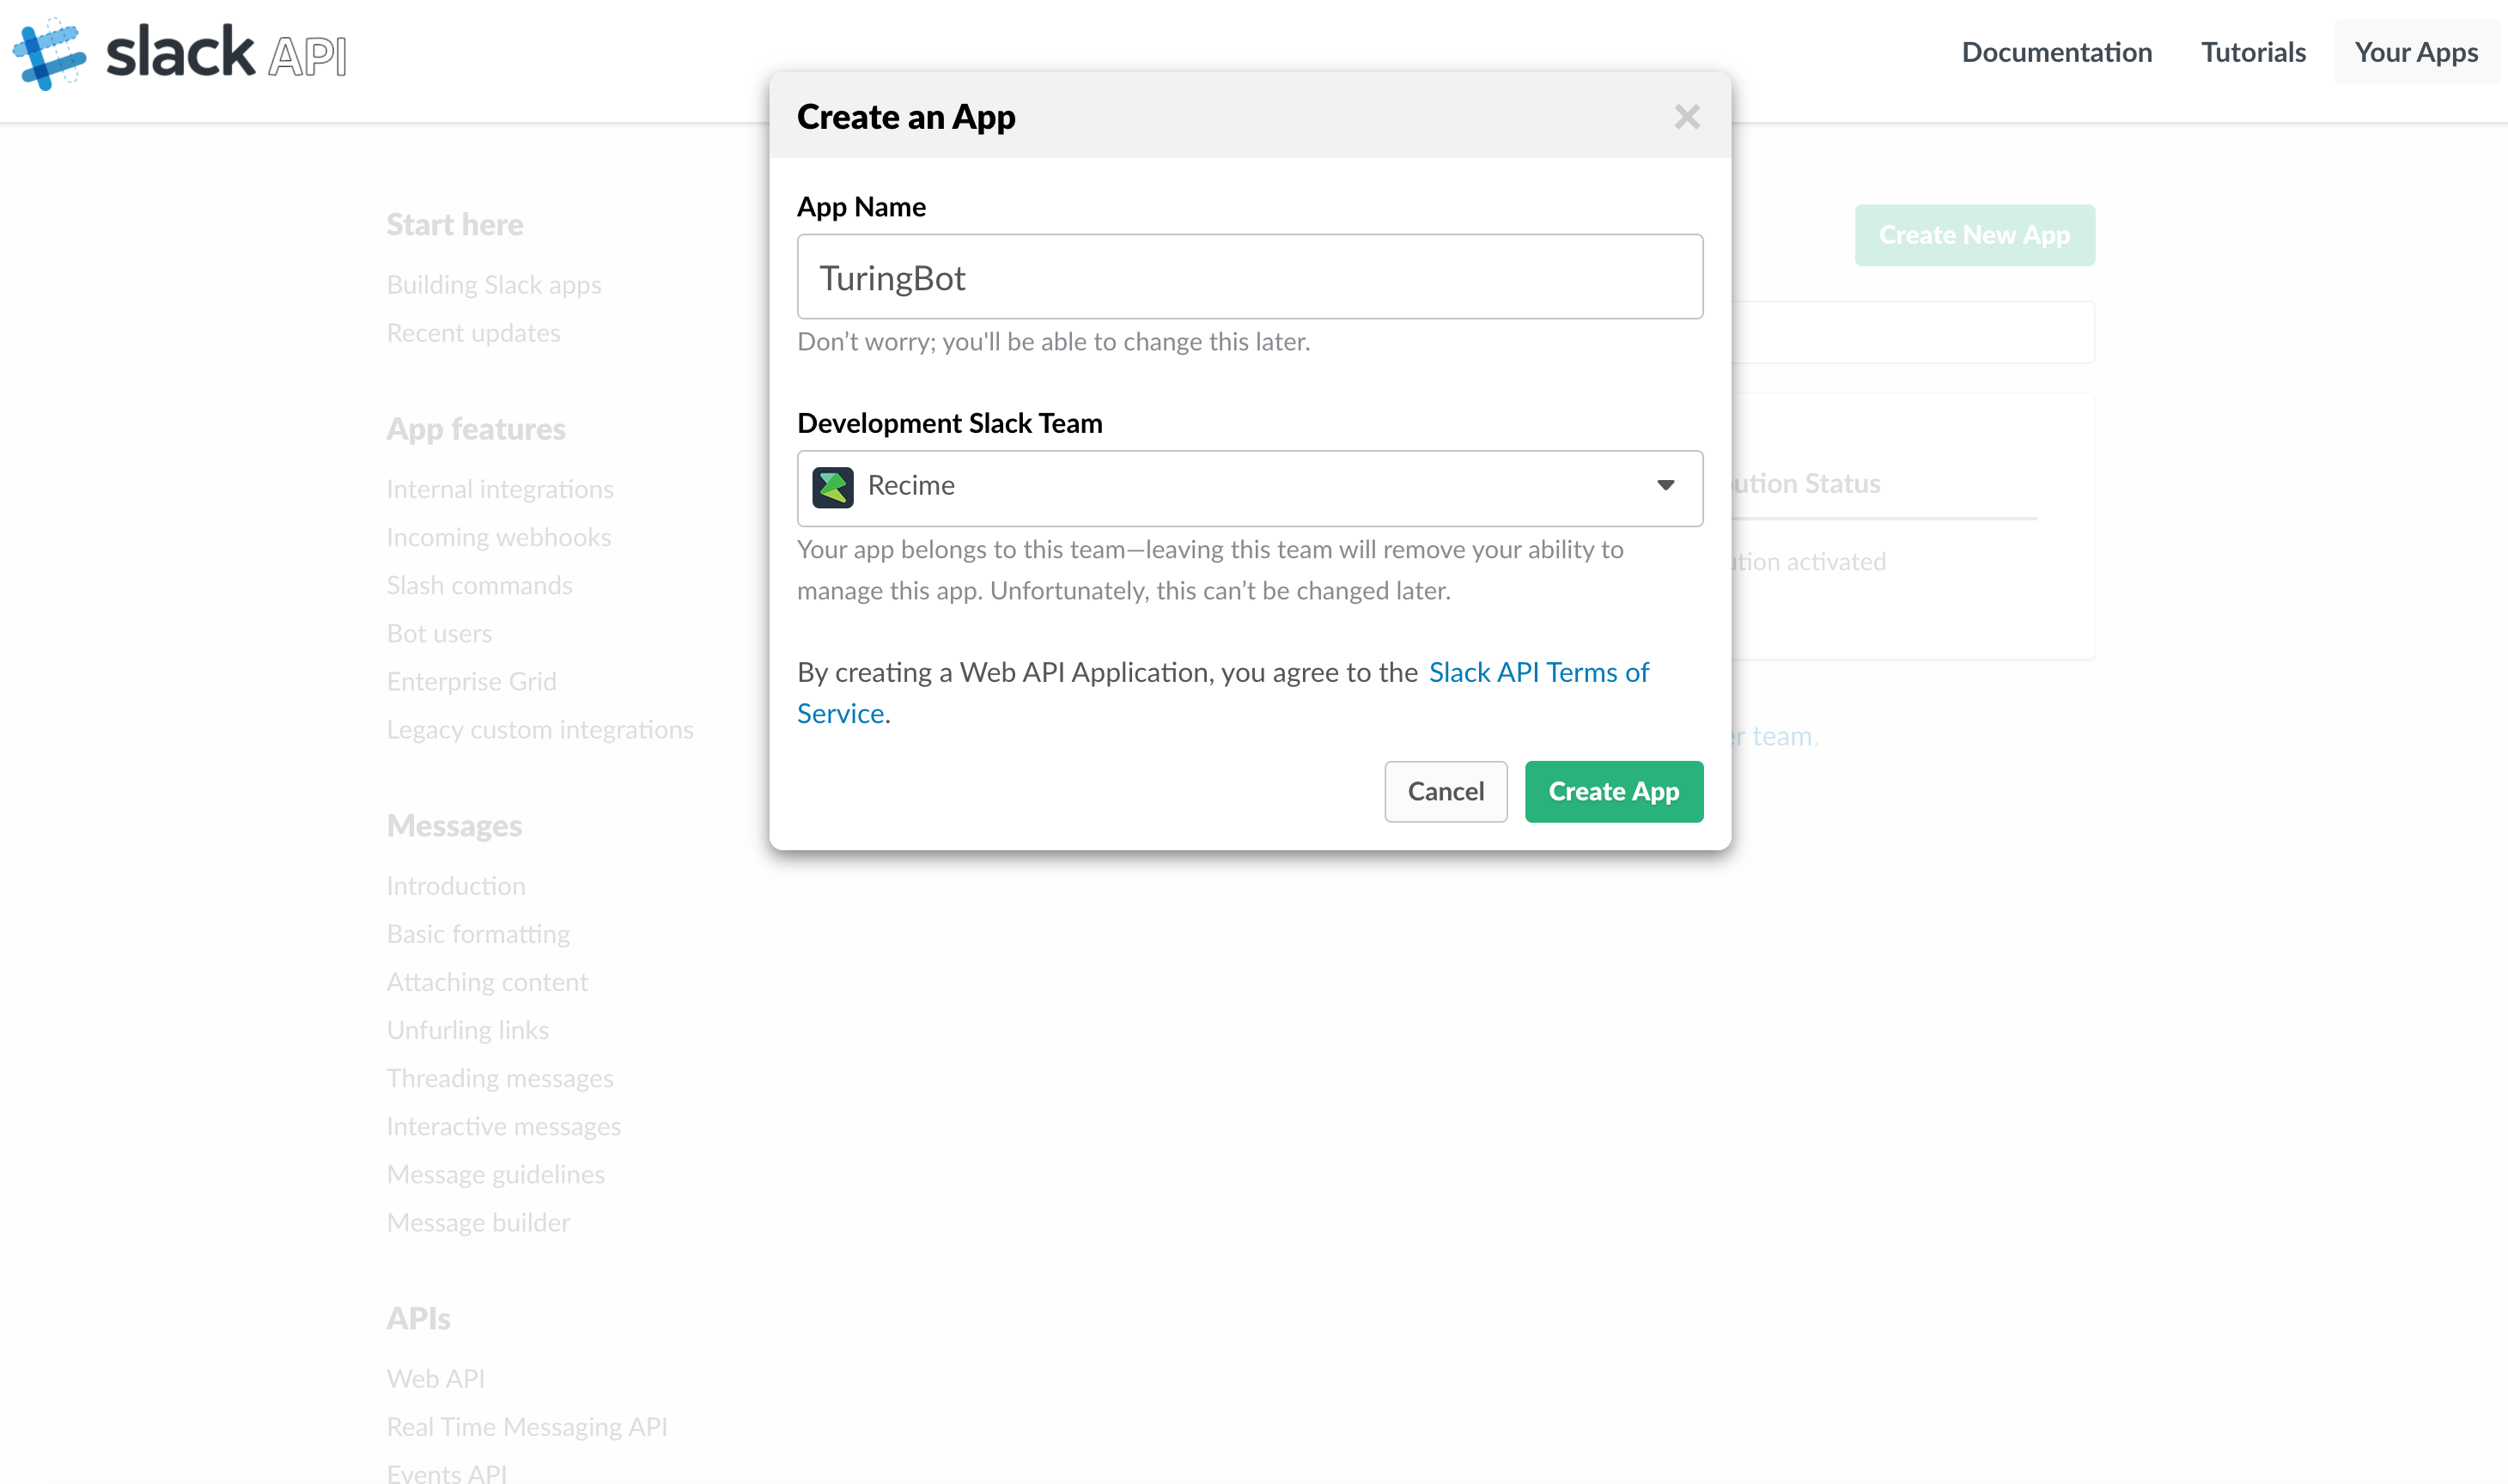 slack API
Documentation
Tutorials
Your Apps
Create an App
App Name
TuringBot
Don’t worry; you'll be able to change this later.
Development Slack Team
Recime
Your app belongs to this team—leaving this team will remove your ability to
manage this app. Unfortunately, this can’t be changed later.
By creating a Web API Application, you agree to the Slack API Terms of
Service.
Cancel
Create App
Start here
Building Slack apps
Recent updates
App features
Internal integrations
Incoming webhooks
Slash commands
Bot users
Enterprise Grid
Legacy custom integrations
Messages
Introduction
Basic formatting
Attaching content
Unfurling links
Threading messages
Interactive messages
Message guidelines
Message builder
APIs
Web API
Real Time Messaging API
Events API
Create New App
Status
activated
team.